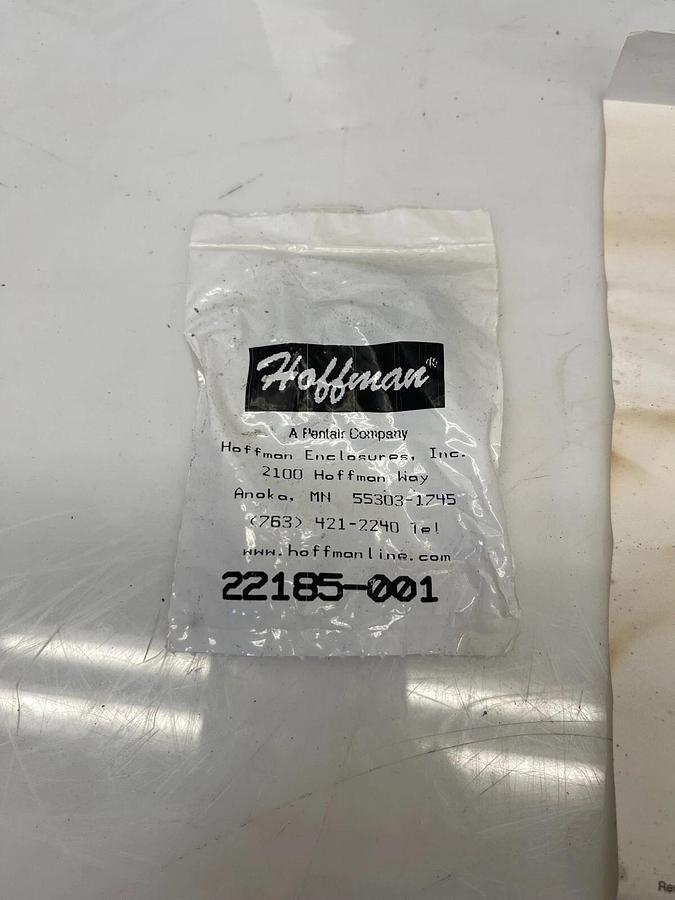 Hoffman®
A Pentair Company
Hoffman Enclosures, Inc.
2100 Hoffman Way
Anoka, MN 55303-1745
(763) 421-2240 Tel
www.hoffmanline.com
22185-001